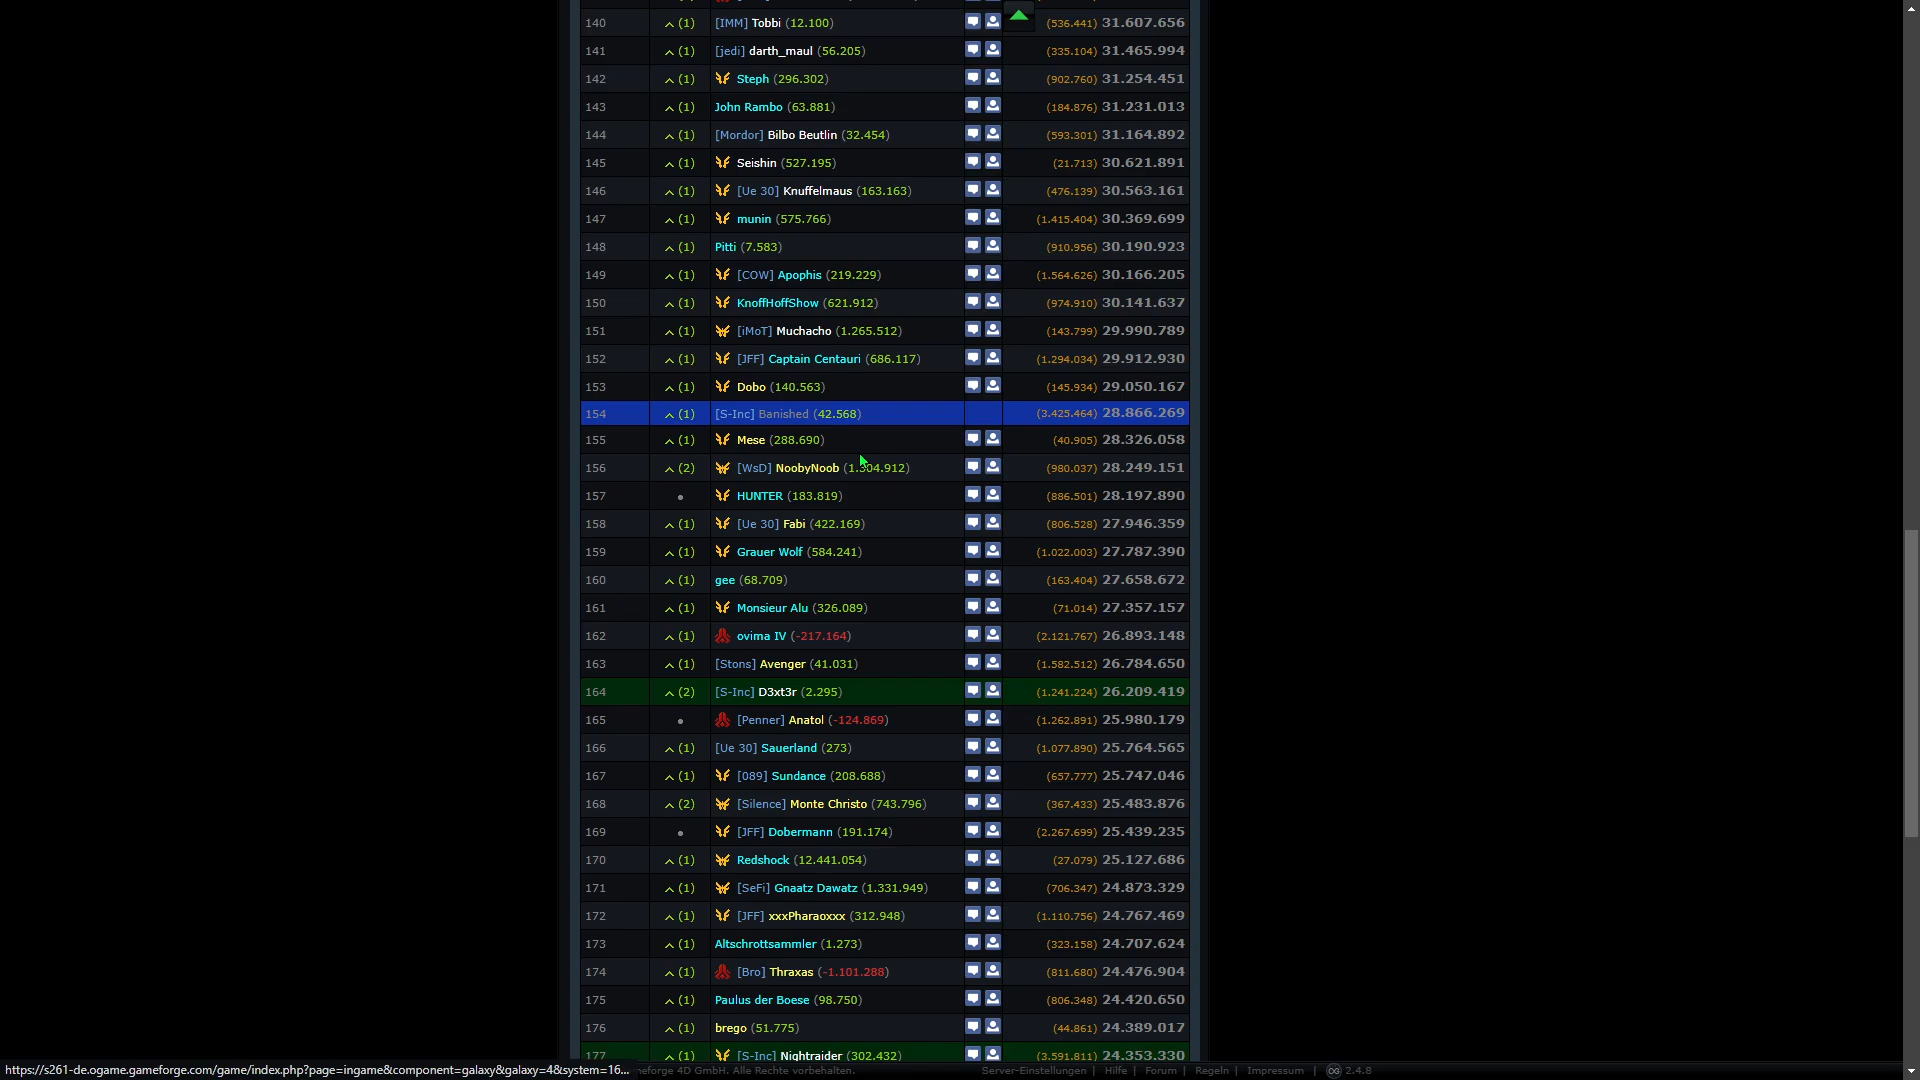 140 (1) [IMM] Tobbi (12.100) (536.441) 31.607.656
141 (1) [jedi] darth_maul (56.205) (335.104) 31.465.994
142 (1) Steph (296.302) (902.760) 31.254.451
143 (1) John Rambo (63.881) (184.876) 31.231.013
144 (1) [Mordor] Bilbo Beutlin (32.454) (593.301) 31.164.892
145 (1) Seishin (527.195) (21.713) 30.621.891
146 (1) [Ue 30] Knuffelmaus (163.163) (476.139) 30.563.161
147 (1) munin (575.766) (1.415.404) 30.369.699
148 (1) Pitti (7.583) (910.956) 30.190.923
149 (1) [COW] Apophis (219.229) (1.564.626) 30.166.205
150 (1) KnoffHoffShow (621.912) (974.910) 30.141.637
151 (1) [iMoT] Muchacho (1.265.512) (143.799) 29.990.789
152 (1) [JFF] Captain Centauri (686.117) (1.294.034) 29.912.930
153 (1) Dobo (140.563) (145.934) 29.050.167
154 (1) [S-Inc] Banished (42.568) (3.425.464) 28.866.269
155 (1) Mese (288.690) (40.905) 28.326.058
156 (2) [WsD] NoobyNoob (980.037) 28.249.151
157 • HUNTER (183.819) (886.501) 28.197.890
158 (1) [Ue 30] Fabi (422.169) (806.528) 27.946.359
159 (1) Grauer Wolf (584.241) (1.022.003) 27.787.390
160 (1) gee (68.709) (163.404) 27.658.672
161 (1) Monsieur Alu (326.089) (71.014) 27.357.157
162 (1) ovima IV (-217.164) (2.121.767) 26.893.148
163 (1) [Stons] Avenger (41.031) (1.582.512) 26.784.650
164 (2) [S-Inc] D3xt3r (2.295) (1.241.224) 26.209.419
165 • [Penner] Anatol (-124.869) (1.262.891) 25.980.179
166 (1) [Ue 30] Sauerland (273) (1.077.890) 25.764.565
167 (1) [089] Sundance (208.688) (657.777) 25.747.046
168 (2) [Silence] Monte Christo (743.796) (367.433) 25.483.876
169 • [JFF] Dobermann (191.174) (2.267.699) 25.439.235
170 (1) Redshock (12.441.054) (27.079) 25.127.686
171 (1) [SeFi] Gnaatz Dawatz (1.331.949) (706.347) 24.873.329
172 (1) [JFF] xxxPharaoxxx (312.948) (1.110.756) 24.767.469
173 (1) Altschrottsammler (1.273) (323.158) 24.707.624
174 (1) [Bro] Thraxas (-1.101.288) (811.680) 24.476.904
175 (1) Paulus der Boese (98.750) (806.348) 24.420.650
176 (1) brego (51.775) (44.861) 24.389.017
177 (1) [S-Inc] Nightraider (302.432) (3.591.811) 24.353.330
https://s261-de.ogame.gameforge.com/game/index.php?page=ingame&component=galaxy&galaxy=4&system=16... meforge 4D GmbH. Alle Rechte vorbehalten. Server-Einstellungen | Hilfe | Forum | Regeln | Impressum | OG 2.4.8